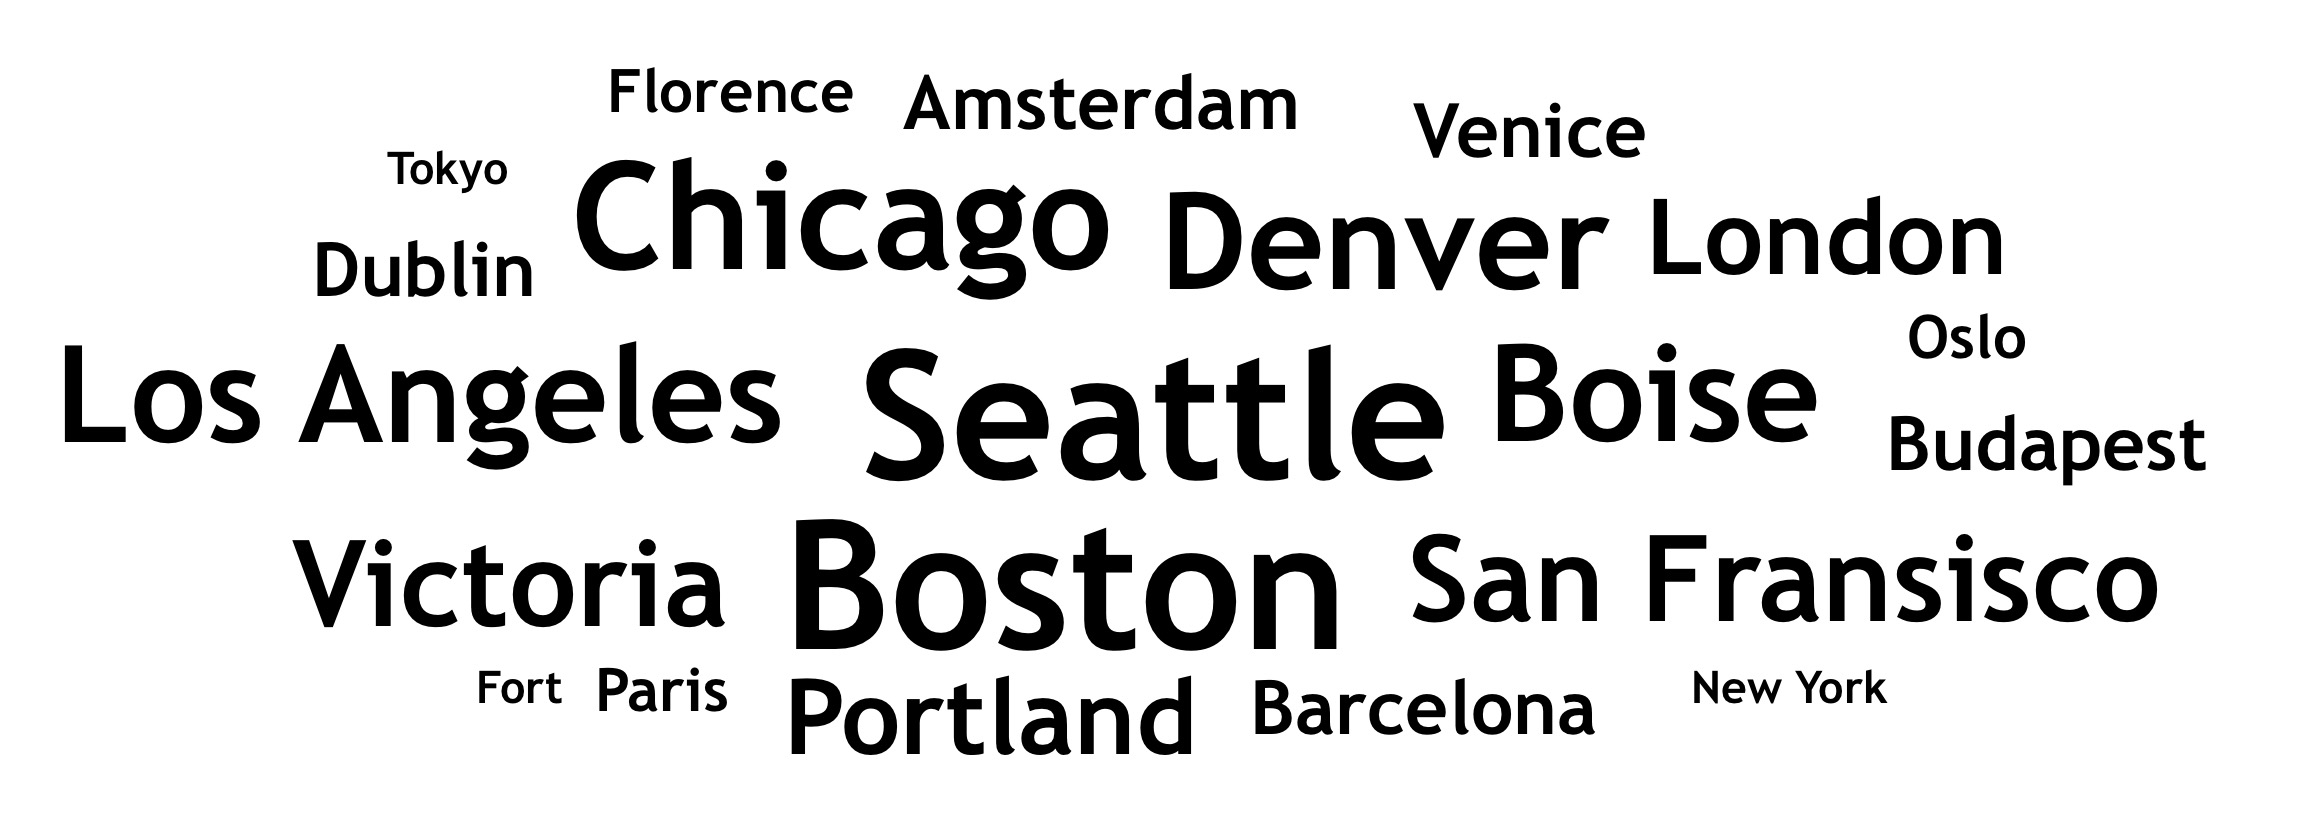 Florence Amsterdam Venice
Tokyo Chicago Denver London
Dublin
Los Angeles Seattle Boise Oslo
Budapest
Victoria Boston San Fransisco
Fort Paris Portland Barcelona New York